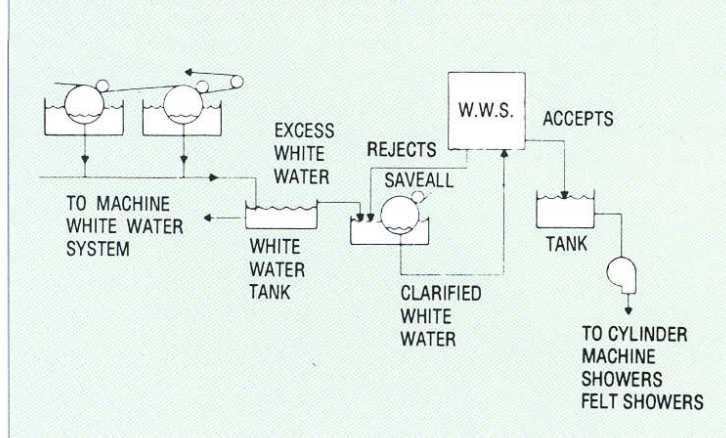 W.W.S.
ACCEPTS
EXCESS
WHITE
WATER
REJECTS
SAVEALL
TO MACHINE
WHITE WATER
SYSTEM
WHITE
WATER
TANK
CLARIFIED
WHITE
WATER
TANK
TO CYLINDER
MACHINE
SHOWERS
FELT SHOWERS